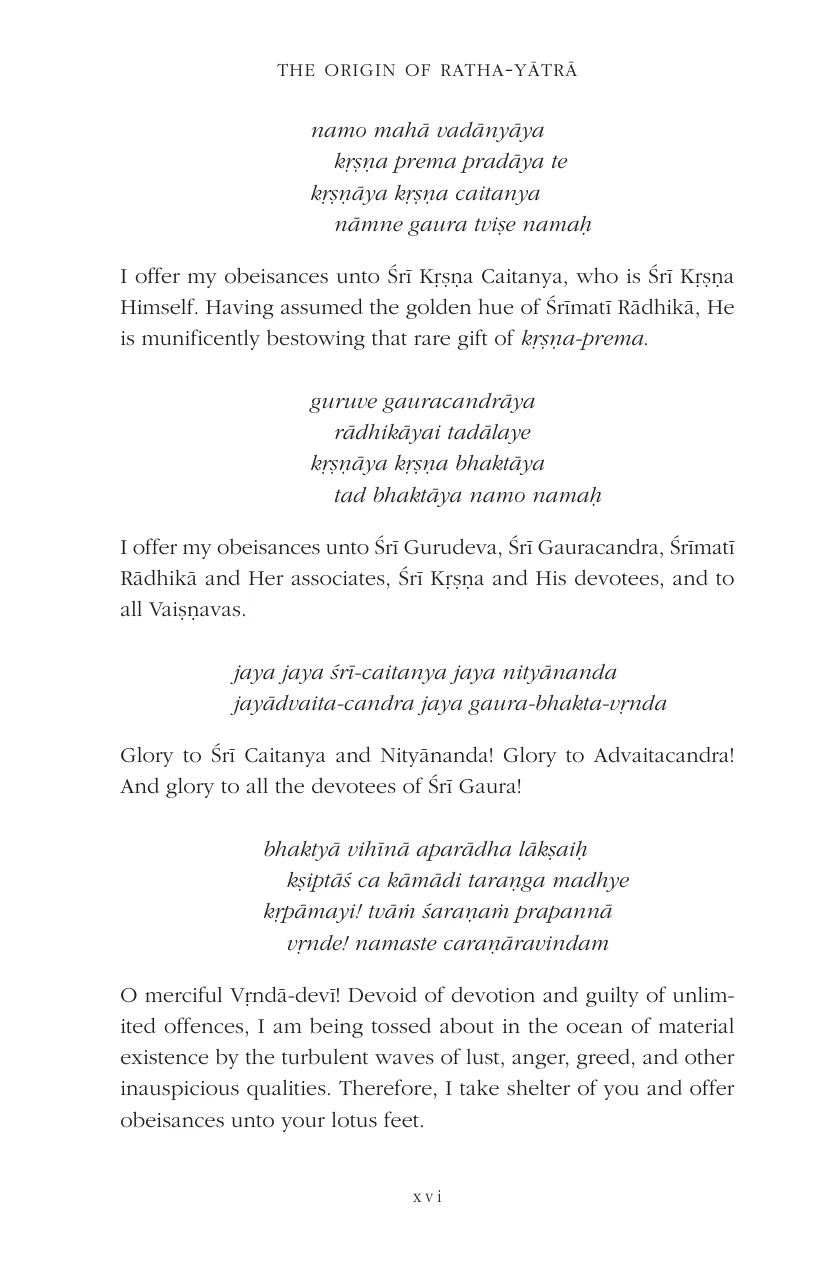 THE ORIGIN OF RATHA-YĀTRĀ
namo mahā vadānyāya
kṛṣṇa prema pradāya te
kṛṣṇāya kṛṣṇa caitanya
nāmne gaura tviṣe namaḥ
I offer my obeisances unto Śrī Kṛṣṇa Caitanya, who is Śrī Kṛṣṇa
Himself. Having assumed the golden hue of Śrīmatī Rādhikā, He
is munificently bestowing that rare gift of kṛṣṇa-prema.
guruve gauracandrāya
rādhikāyai tadālaye
kṛṣṇāya kṛṣṇa bhaktāya
tad bhaktāya namo namaḥ
I offer my obeisances unto Śrī Gurudeva, Śrī Gauracandra, Śrīmatī
Rādhikā and Her associates, Śrī Kṛṣṇa and His devotees, and to
all Vaiṣṇavas.
jaya jaya śrī-caitanya jaya nityānanda
jayādvaita-candra jaya gaura-bhakta-vṛnda
Glory to Śrī Caitanya and Nityānanda! Glory to Advaitacandra!
And glory to all the devotees of Śrī Gaura!
bhaktyā vihīnā aparādha lākṣaiḥ
kṣiptāś ca kāmādi taraṇga madhye
kṛpāmayi! tvāṁ śaraṇaṁ prapannā
vṛnde! namaste caraṇāravindam
O merciful Vṛndā-devī! Devoid of devotion and guilty of unlim-
ited offences, I am being tossed about in the ocean of material
existence by the turbulent waves of lust, anger, greed, and other
inauspicious qualities. Therefore, I take shelter of you and offer
obeisances unto your lotus feet.
xvi